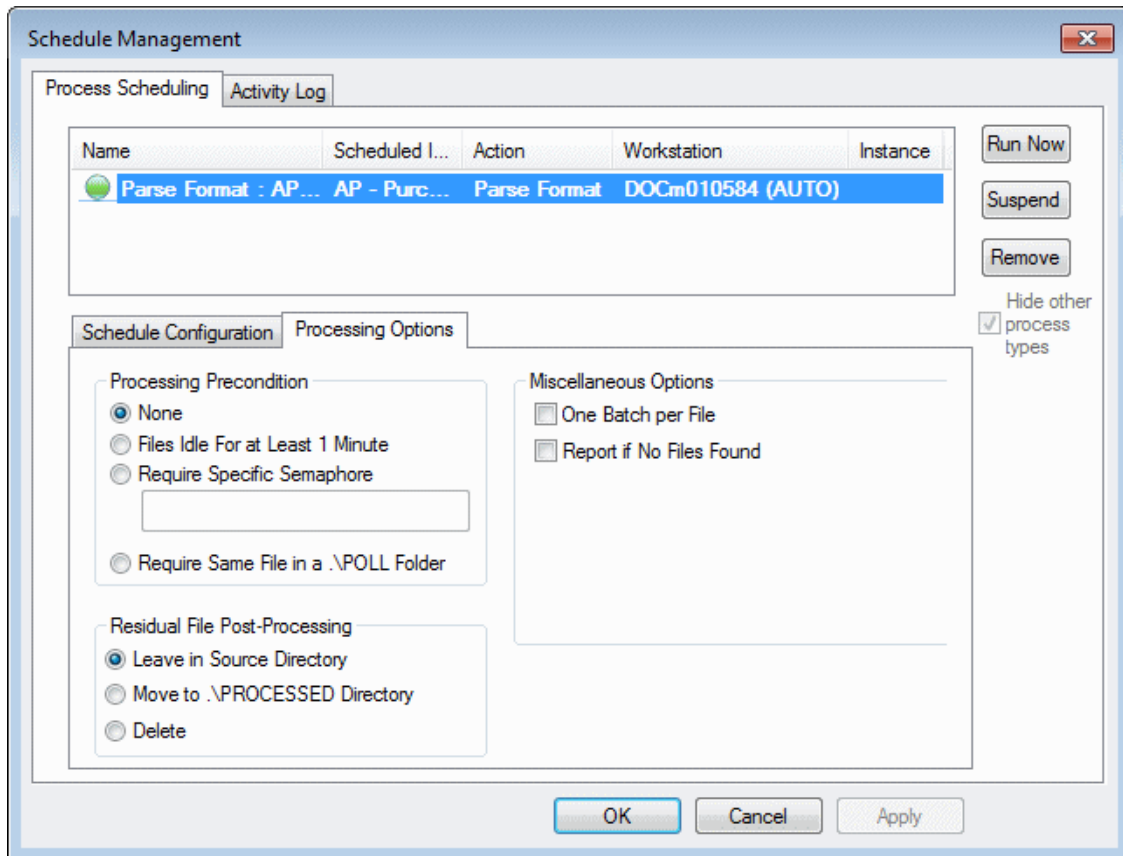 Schedule Management
Process Scheduling Activity Log
Name Scheduled I... Action Workstation Instance
Parse Format : AP... AP - Purc... Parse Format DOCm010584 (AUTO)
Run Now
Suspend
Remove
Hide other
process
types
Schedule Configuration Processing Options
Processing Precondition
None
Files Idle For at Least 1 Minute
Require Specific Semaphore
Require Same File in a .\POLL Folder
Miscellaneous Options
One Batch per File
Report if No Files Found
Residual File Post-Processing
Leave in Source Directory
Move to .\PROCESSED Directory
Delete
OK Cancel Apply